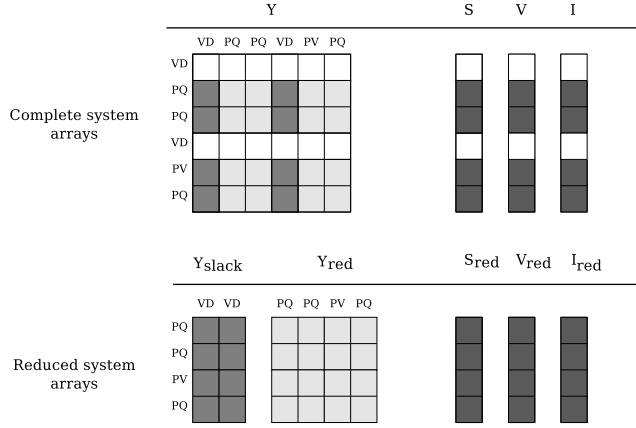 Y S V I
VD PQ PQ VD PV PQ
VD
PQ
Complete system
arrays
PQ
VD
PV
PQ
Yslack Yred Sred Vred Ired
VD VD PQ PQ PV PQ
PQ
PQ
Reduced system
arrays
PV
PQ